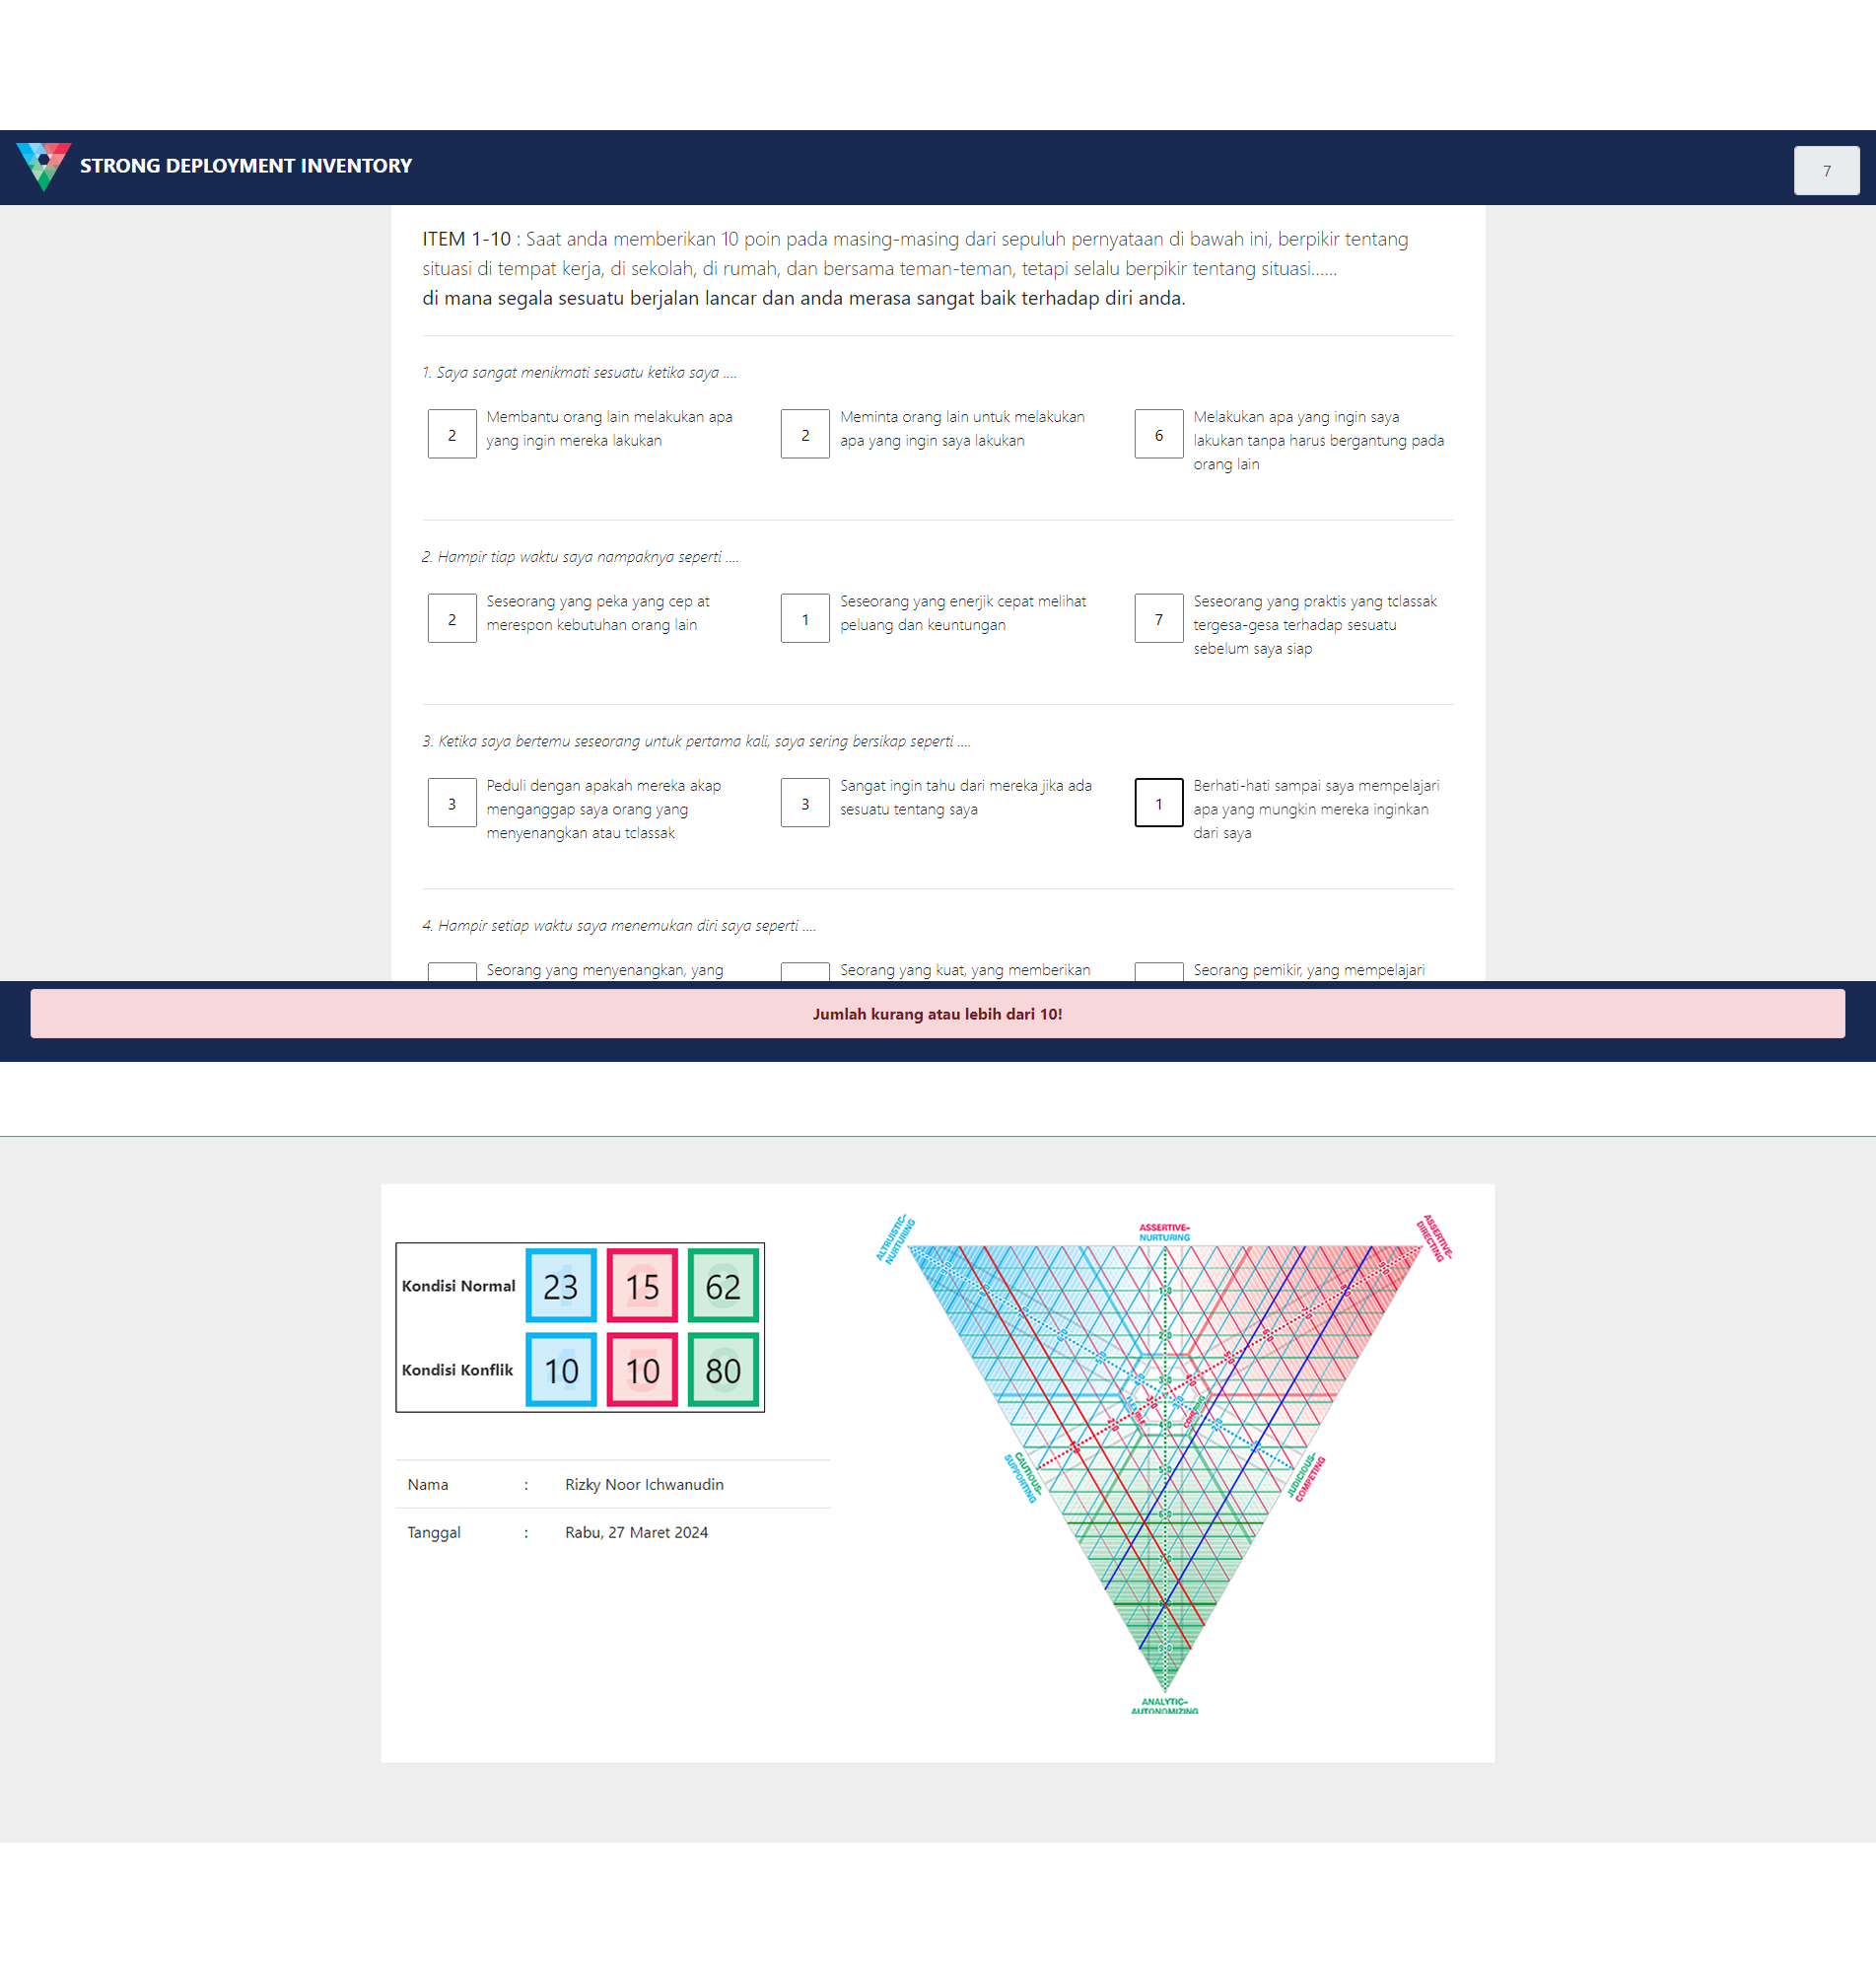 STRONG DEPLOYMENT INVENTORY
7
ITEM 1-10 : Saat anda memberikan 10 poin pada masing-masing dari sepuluh pernyataan di bawah ini, berpikir tentang
situasi di tempat kerja, di sekolah, di rumah, dan bersama teman-teman, tetapi selalu berpikir tentang situasi......
di mana segala sesuatu berjalan lancar dan anda merasa sangat baik terhadap diri anda.
1. Saya sangat menikmati sesuatu ketika saya ....
2
Membantu orang lain melakukan apa
yang ingin mereka lakukan
2
Meminta orang lain untuk melakukan
apa yang ingin saya lakukan
6
Melakukan apa yang ingin saya
lakukan tanpa harus bergantung pada
orang lain
2. Hampir tiap waktu saya nampaknya seperti ....
2
Seseorang yang peka yang cep at
merespon kebutuhan orang lain
1
Seseorang yang enerjik cepat melihat
peluang dan keuntungan
7
Seseorang yang praktis yang tclassak
tergesa-gesa terhadap sesuatu
sebelum saya siap
3. Ketika saya bertemu seseorang untuk pertama kali, saya sering bersikap seperti ....
3
Peduli dengan apakah mereka akap
menganggap saya orang yang
menyenangkan atau tclassak
3
Sangat ingin tahu dari mereka jika ada
sesuatu tentang saya
1
Berhati-hati sampai saya mempelajari
apa yang mungkin mereka inginkan
dari saya
4. Hampir setiap waktu saya menemukan diri saya seperti ....
Seorang yang menyenangkan, yang
Seorang yang kuat, yang memberikan
Seorang pemikir, yang mempelajari
Jumlah kurang atau lebih dari 10!
Kondisi Normal
23
15
62
Kondisi Konflik
10
10
80
Nama : Rizky Noor Ichwanudin
Tanggal : Rabu, 27 Maret 2024
ALTRUISTIC-
NURTURING
ASSERTIVE-
NURTURING
ASSERTIVE-
DIRECTING
CAUTIOUS-
SUPPORTING
JUDICIOUS-
COMPETING
ANALYTIC-
AUTONOMIZING